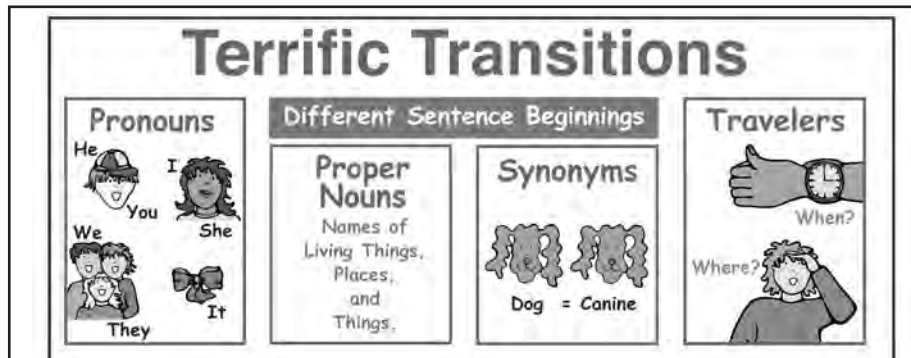 Terrific Transitions
Pronouns
He
I
You
She
We
They
It
Different Sentence Beginnings
Proper
Nouns
Names of
Living Things,
Places,
and
Things.
Synonyms
Dog = Canine
Travelers
When?
Where?